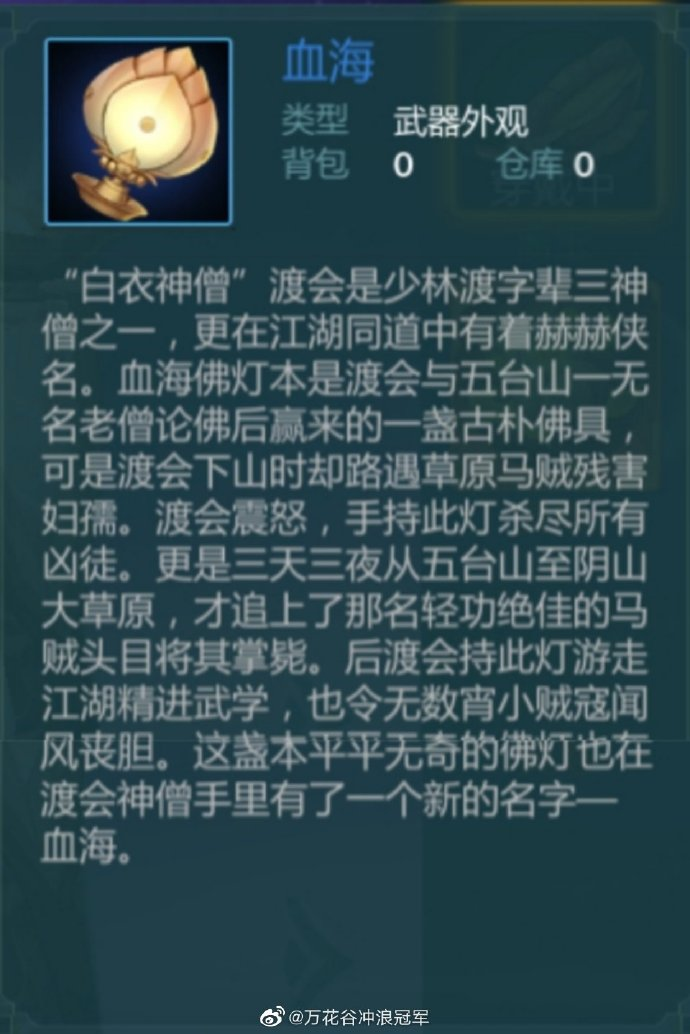 血海
类型 武器外观
背包 0 仓库 0
“白衣神僧”渡会是少林渡字辈三神
僧之一，更在江湖同道中有着赫赫侠
名。血海佛灯本是渡会与五台山一无
名老僧论佛后赢来的一盏古朴佛具，
可是渡会下山时却路遇草原马贼残害
妇孺。渡会震怒，手持此灯杀尽所有
凶徒。更是三天三夜从五台山至阴山
大草原，才追上了那名轻功绝佳的马
贼头目将其掌毙。后渡会持此灯游走
江湖精进武学，也令无数宵小贼寇闻
风丧胆。这盏本平平无奇的佛灯也在
渡会神僧手里有了一个新的名字—
血海。
@万花谷冲浪冠军